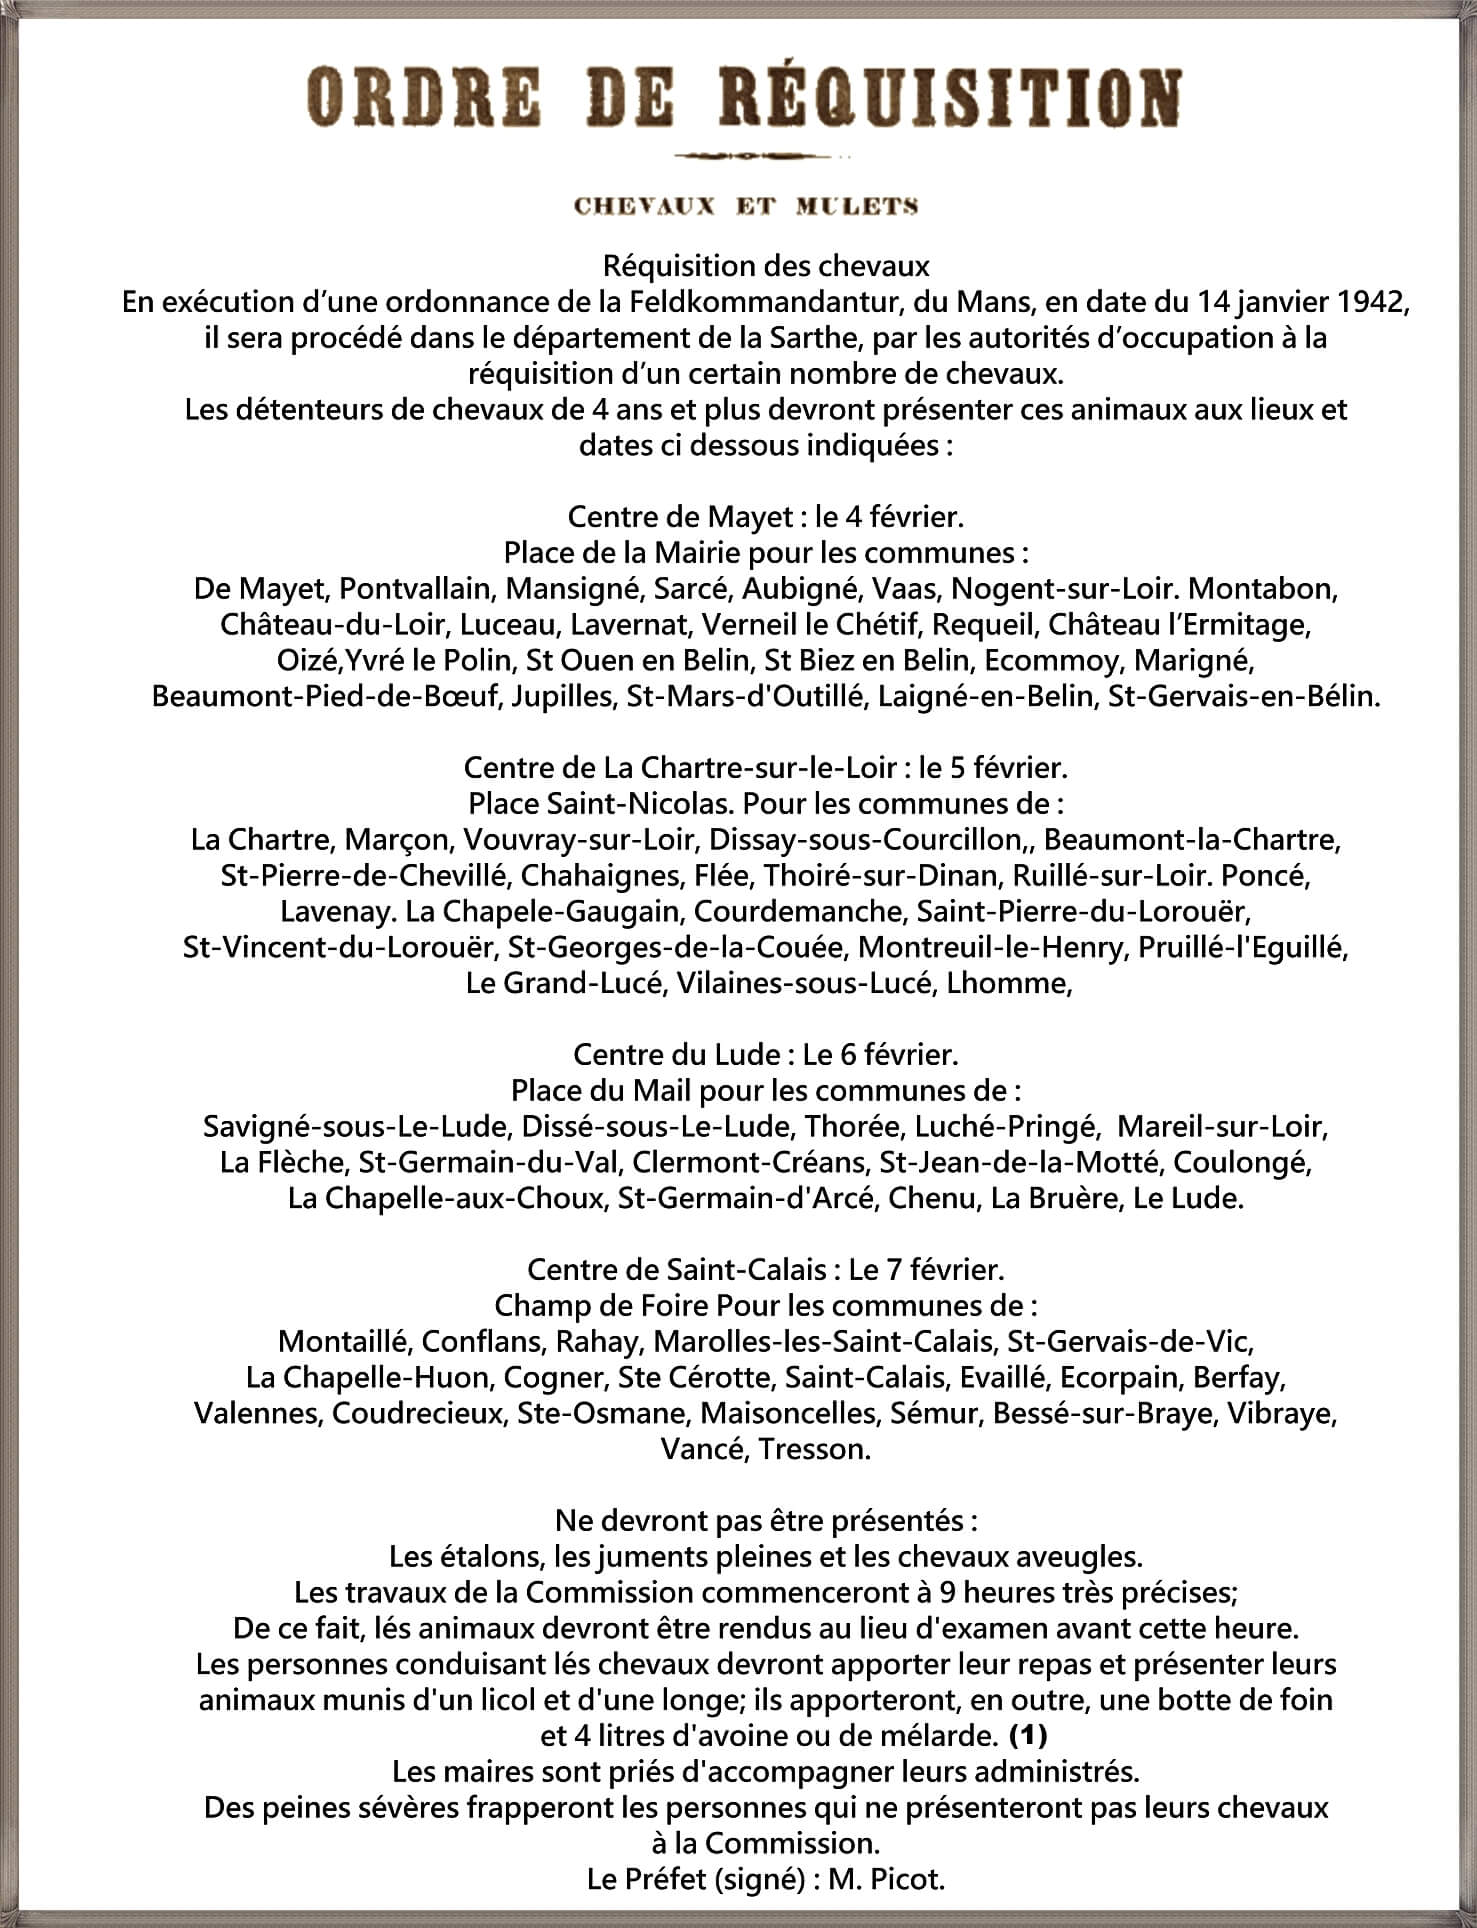 ORDRE DE RÉQUISITION
CHEVAUX ET MULETS
Réquisition des chevaux
En exécution d’une ordonnance de la Feldkommandantur, du Mans, en date du 14 janvier 1942,
il sera procédé dans le département de la Sarthe, par les autorités d’occupation à la
réquisition d’un certain nombre de chevaux.
Les détenteurs de chevaux de 4 ans et plus devront présenter ces animaux aux lieux et
dates ci dessous indiquées :
Centre de Mayet : le 4 février.
Place de la Mairie pour les communes :
De Mayet, Pontvallain, Mansigné, Sarcé, Aubigné, Vaas, Nogent-sur-Loir. Montabon,
Château-du-Loir, Luceau, Lavernat, Verneil le Chétif, Requeil, Château l’Ermitage,
Oizé,Yvré le Polin, St Ouen en Belin, St Biez en Belin, Ecommoy, Marigné,
Beaumont-Pied-de-Bœuf, Jupilles, St-Mars-d'Outillé, Laigné-en-Belin, St-Gervais-en-Bélin.
Centre de La Chartre-sur-le-Loir : le 5 février.
Place Saint-Nicolas. Pour les communes de :
La Chartre, Marçon, Vouvray-sur-Loir, Dissay-sous-Courcillon,, Beaumont-la-Chartre,
St-Pierre-de-Chevillé, Chahaignes, Flée, Thoiré-sur-Dinan, Ruillé-sur-Loir. Poncé,
Lavenay. La Chapele-Gaugain, Courdemanche, Saint-Pierre-du-Lorouër,
St-Vincent-du-Lorouër, St-Georges-de-la-Couée, Montreuil-le-Henry, Pruillé-l'Eguillé,
Le Grand-Lucé, Vilaines-sous-Lucé, Lhomme,
Centre du Lude : Le 6 février.
Place du Mail pour les communes de :
Savigné-sous-Le-Lude, Dissé-sous-Le-Lude, Thorée, Luché-Pringé, Mareil-sur-Loir,
La Flèche, St-Germain-du-Val, Clermont-Créans, St-Jean-de-la-Motté, Coulongé,
La Chapelle-aux-Choux, St-Germain-d'Arcé, Chenu, La Bruère, Le Lude.
Centre de Saint-Calais : Le 7 février.
Champ de Foire Pour les communes de :
Montaillé, Conflans, Rahay, Marolles-les-Saint-Calais, St-Gervais-de-Vic,
La Chapelle-Huon, Cogner, Ste Cérotte, Saint-Calais, Evaillé, Ecorpain, Berfay,
Valennes, Coudrecieux, Ste-Osmane, Maisoncelles, Sémur, Bessé-sur-Braye, Vibraye,
Vancé, Tresson.
Ne devront pas être présentés :
Les étalons, les juments pleines et les chevaux aveugles.
Les travaux de la Commission commenceront à 9 heures très précises;
De ce fait, lés animaux devront être rendus au lieu d'examen avant cette heure.
Les personnes conduisant lés chevaux devront apporter leur repas et présenter leurs
animaux munis d'un licol et d'une longe; ils apporteront, en outre, une botte de foin
et 4 litres d'avoine ou de mélarde. (1)
Les maires sont priés d'accompagner leurs administrés.
Des peines sévères frapperont les personnes qui ne présenteront pas leurs chevaux
à la Commission.
Le Préfet (signé) : M. Picot.